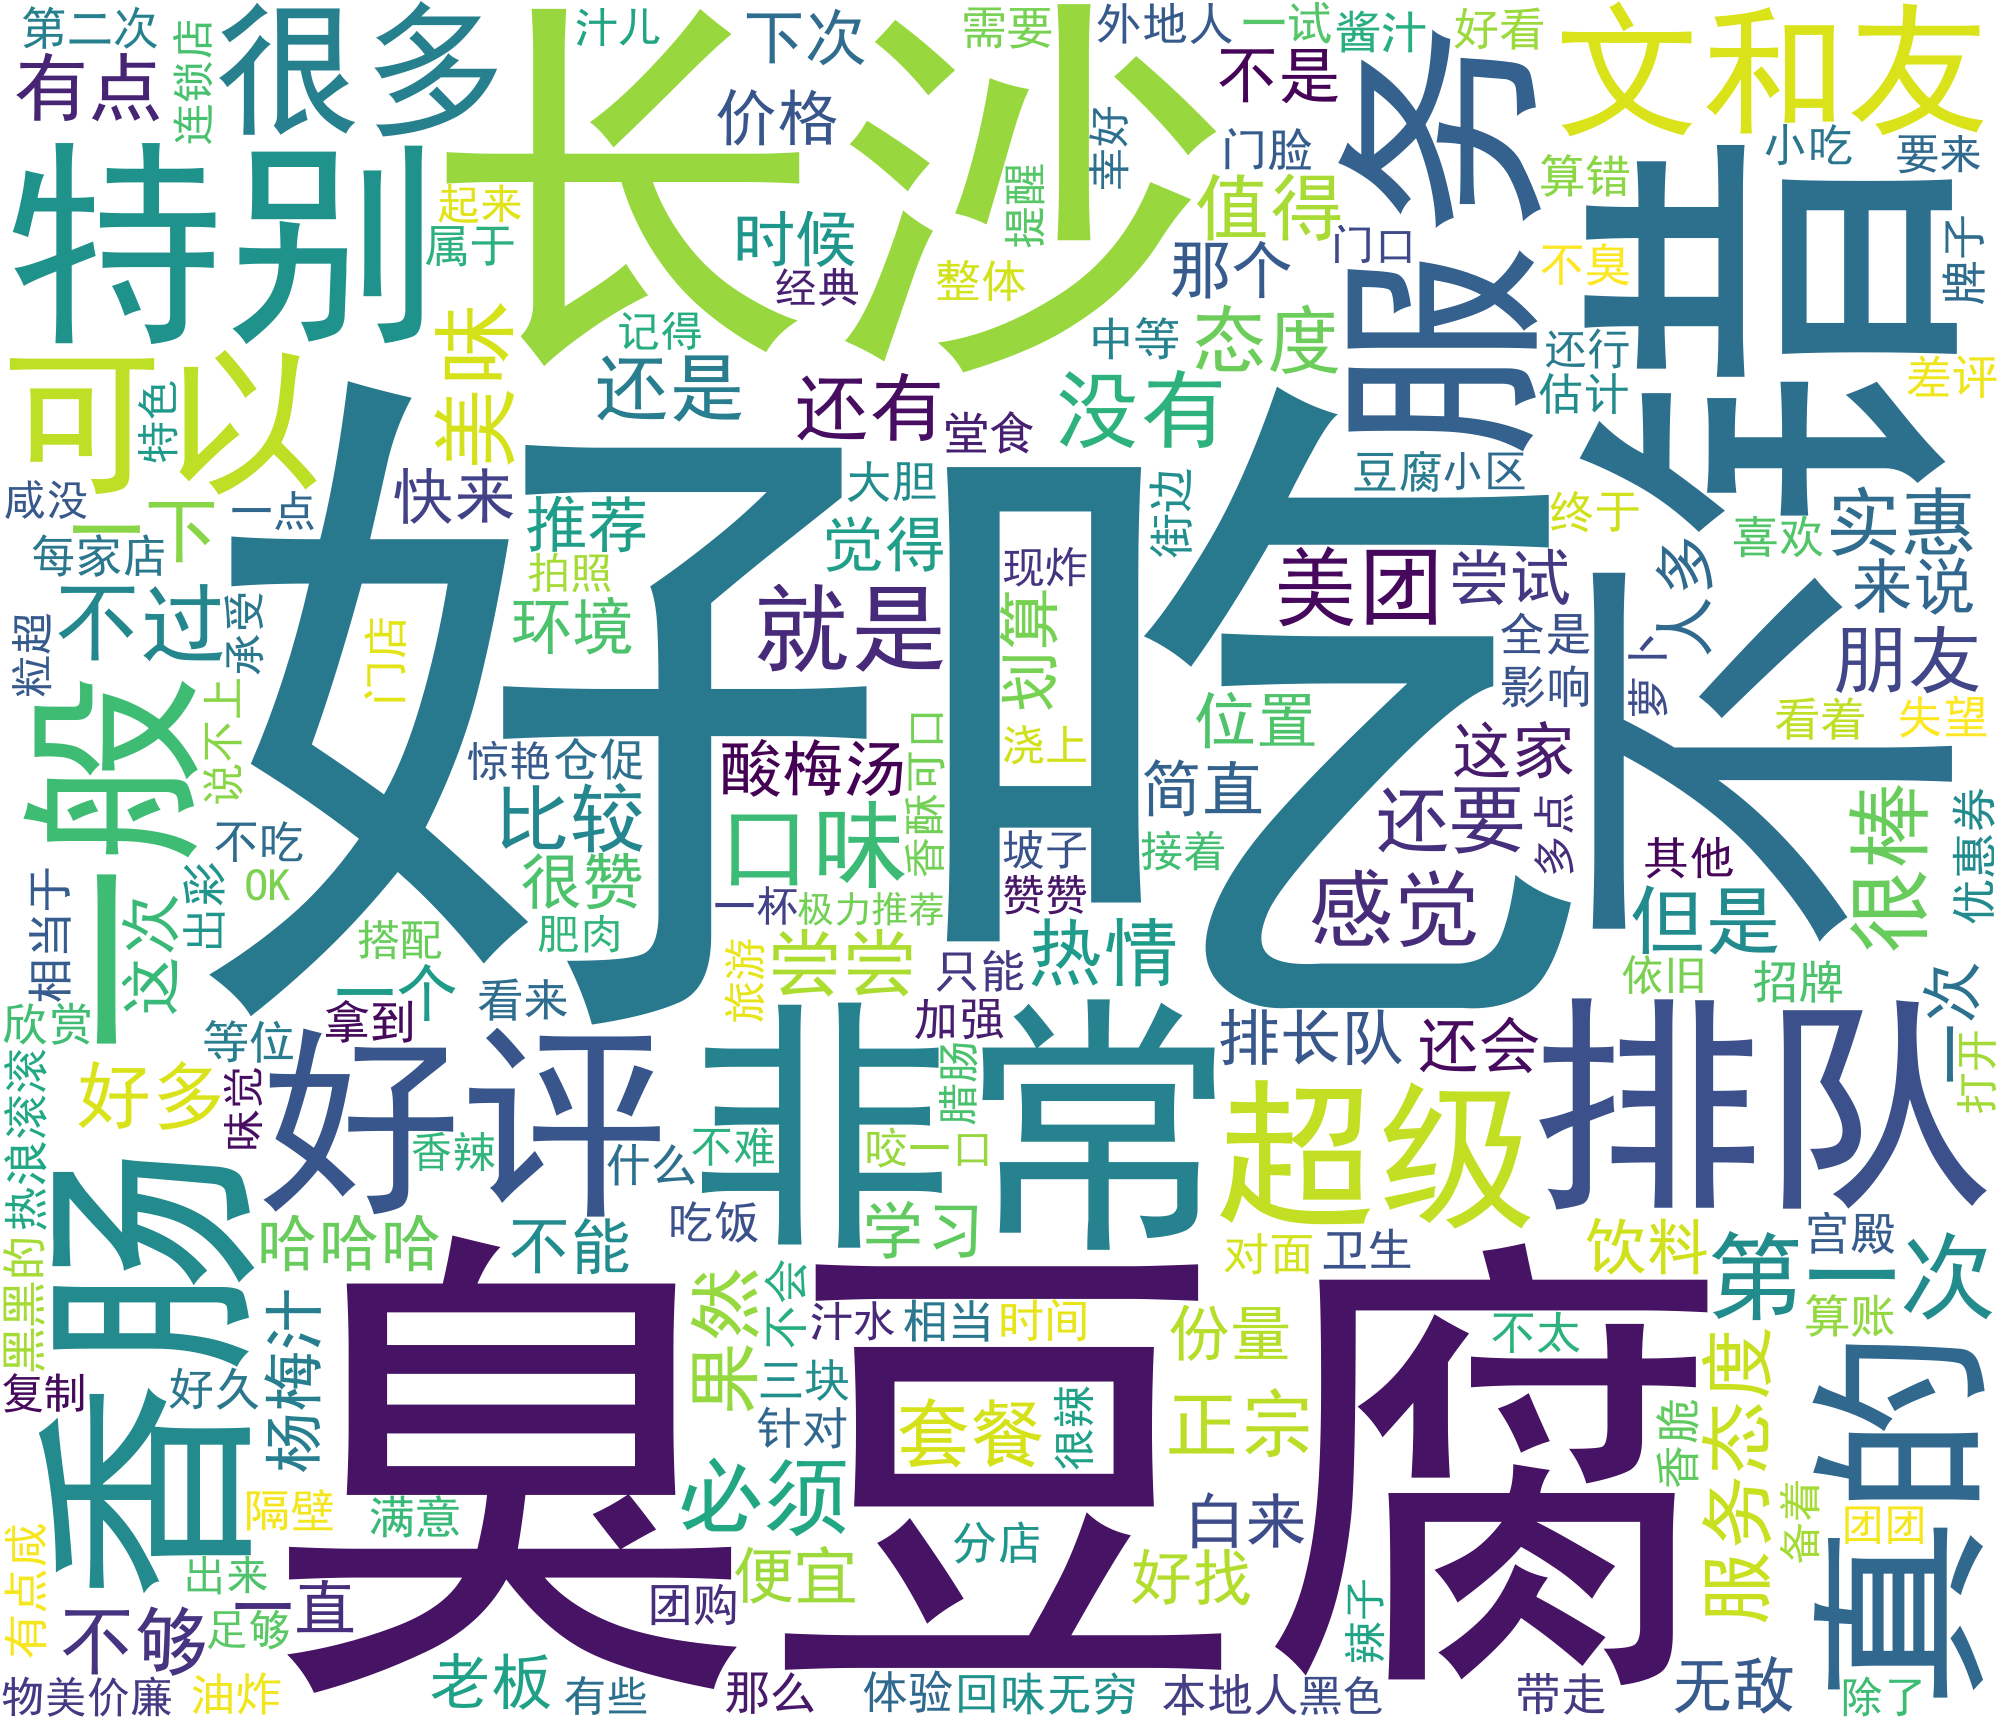 第二次
连锁店
有点
很多
汁儿
下次
长沙
需要
外地人
一试
酱汁
好看
文和友
不是
价格
幸好
服务
门脸
小吃
要来
算错
特别
起来
属于
时候
提醒
值得
门口
那个
不臭
牌子
经典
整体
美味
记得
中等
态度
还行
差评
可以
特色
还是
还有
堂食
没有
估计
咸没
一下
一点
快来
推荐
大胆
觉得
街边
豆腐小区
终于
喜欢
实惠
每家店
拍照
现炸
美团
尝试
人多
来说
不过
承受
粒超
门店
环境
就是
划算
全是
影响
萝卜
朋友
好吃
不
一般
说不上
惊艳
仓促
酸梅汤
香酥可口
浇上
位置
这家
看着
失望
比较
口味
简直
还要
多点
很棒
优惠券
不吃
OK
出彩
很赞
坡子
接着
其他
相当于
这次
赞赞
一杯
极力推荐
感觉
但是
搭配
肥肉
尝尝
热情
旅游
只能
依旧
招牌
一次
一个
看来
欣赏
等位
拿到
加强
排长队
还会
排队
打开
好多
味觉
好评
非常
腊肠
超级
热浪滚滚
香辣
什么
不难
咬一口
香肠
哈哈哈
不能
吃饭
学习
对面
卫生
饮料
第一次
宫殿
黑黑的
杨梅汁
果然
不会
汁水
相当
时间
份量
不太
算账
复制
好久
三块
针对
套餐
很辣
正宗
香脆
服务态度
真的
臭豆腐
隔壁
满意
必须
白来
备着
团团
有点咸
出来
便宜
分店
好找
辣子
不够
足够
一直
团购
物美价廉
油炸
老板
有些
那么
体验
回味无穷
本地人
黑色
带走
无敌
除了